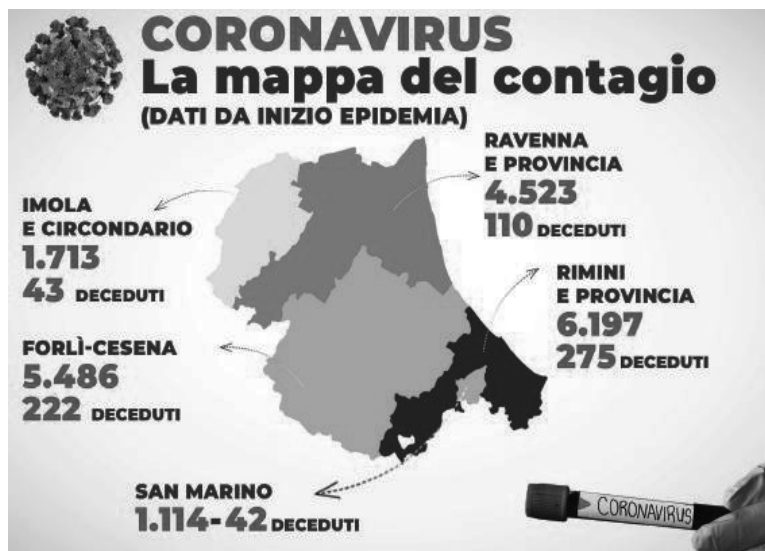 CORONAVIRUS
La mappa del contagio
(DATI DA INIZIO EPIDEMIA)
RAVENNA
E PROVINCIA
4.523
110 DECEDUTI
IMOLA
E CIRCONDARIO
1.713
43 DECEDUTI
RIMINI
E PROVINCIA
6.197
275 DECEDUTI
FORLÌ-CESENA
5.486
222 DECEDUTI
SAN MARINO
1.114-42 DECEDUTI
CORONAVIRUS